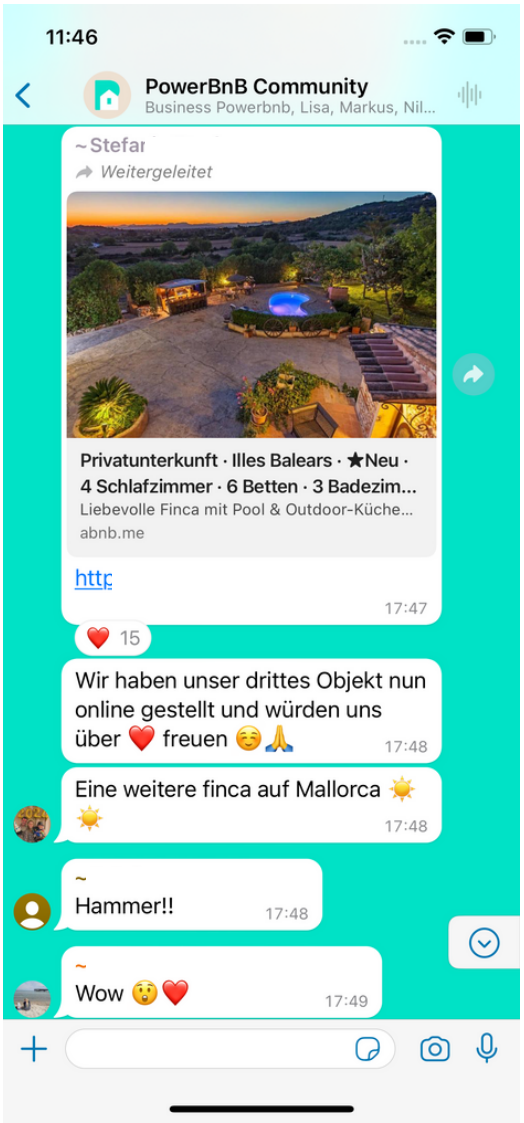 11:46
PowerBnB Community
Business Powerbnb, Lisa, Markus, Nil...
~Stefan
Weitergeleitet
Privatunterkunft · Illes Balears · ★Neu ·
4 Schlafzimmer · 6 Betten · 3 Badezim...
Liebevolle Finca mit Pool & Outdoor-Küche...
abnb.me
http
17:47
❤️ 15
Wir haben unser drittes Objekt nun
online gestellt und würden uns
über ❤️ freuen ☺️🙏
17:48
Eine weitere finca auf Mallorca ☀️
☀️
17:48
~
Hammer!!
17:48
~
Wow 😲❤️
17:49